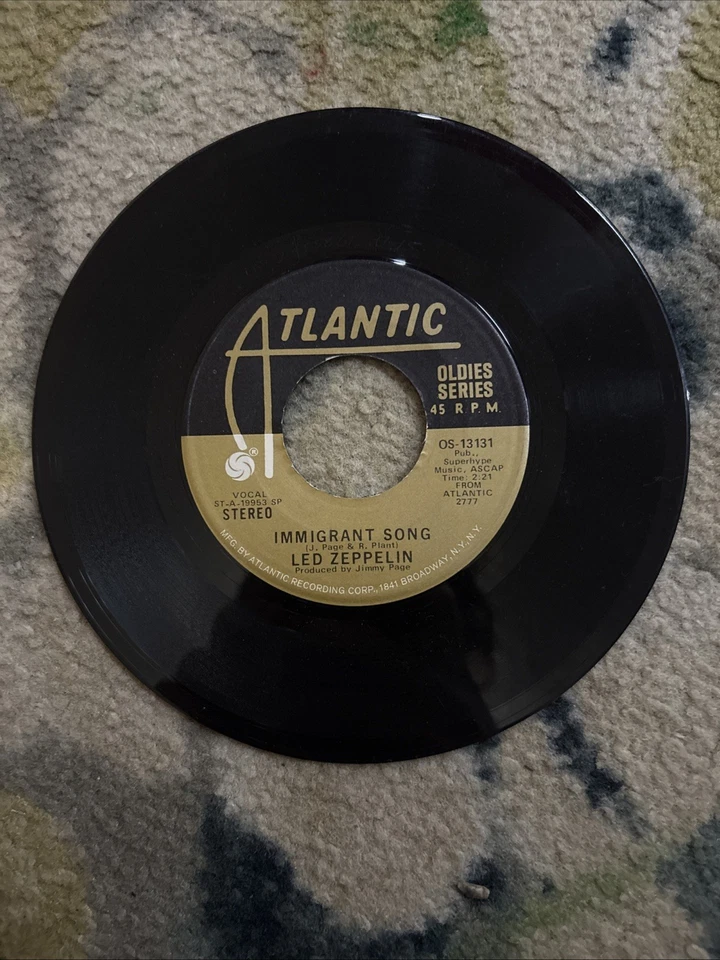 ATLANTIC
®
OLDIES
SERIES
45 R.P.M.
OS-13131
Pub.,
Superhype
Music, ASCAP
Time: 2:21
FROM
ATLANTIC
2777
VOCAL
ST-A-19953 SP
STEREO
IMMIGRANT SONG
(J. Page & R. Plant)
LED ZEPPELIN
Produced by Jimmy Page
MFG. BY ATLANTIC RECORDING CORP., 1841 BROADWAY, N.Y., N.Y.